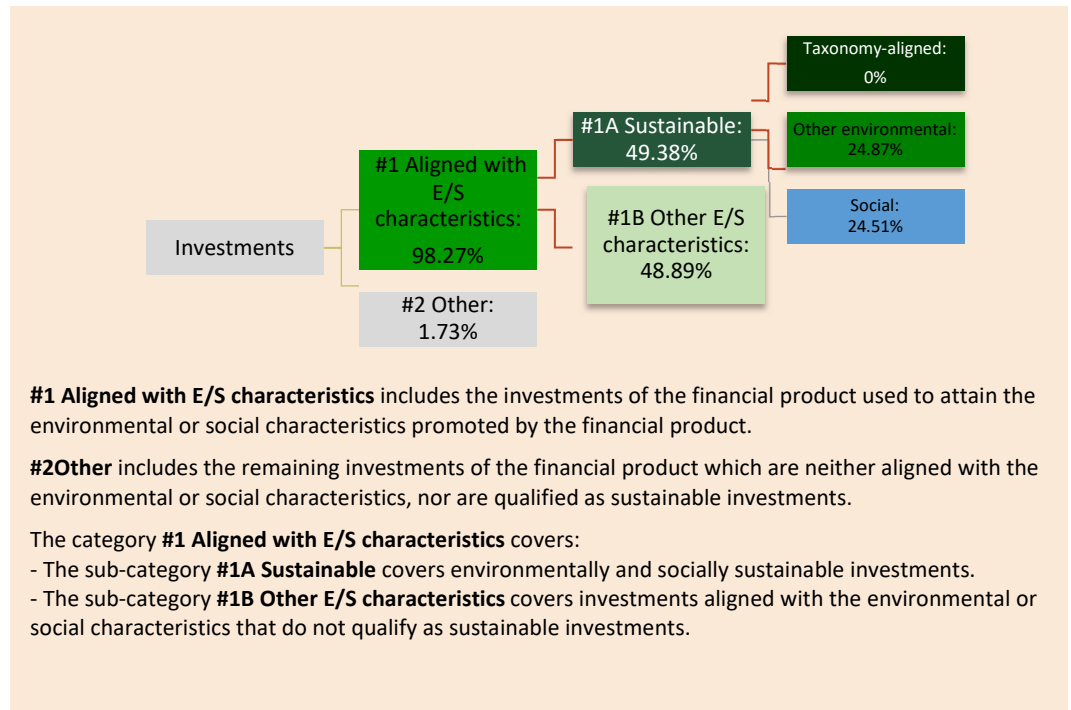 Taxonomy-aligned:
0%
#1A Sustainable:
49.38%
Other environmental:
24.87%
#1 Aligned with
E/S
characteristics:
98.27%
#1B Other E/S
characteristics:
48.89%
Social:
24.51%
Investments
#2 Other:
1.73%
#1 Aligned with E/S characteristics includes the investments of the financial product used to attain the
environmental or social characteristics promoted by the financial product.
#2Other includes the remaining investments of the financial product which are neither aligned with the
environmental or social characteristics, nor are qualified as sustainable investments.
The category #1 Aligned with E/S characteristics covers:
- The sub-category #1A Sustainable covers environmentally and socially sustainable investments.
- The sub-category #1B Other E/S characteristics covers investments aligned with the environmental or
social characteristics that do not qualify as sustainable investments.